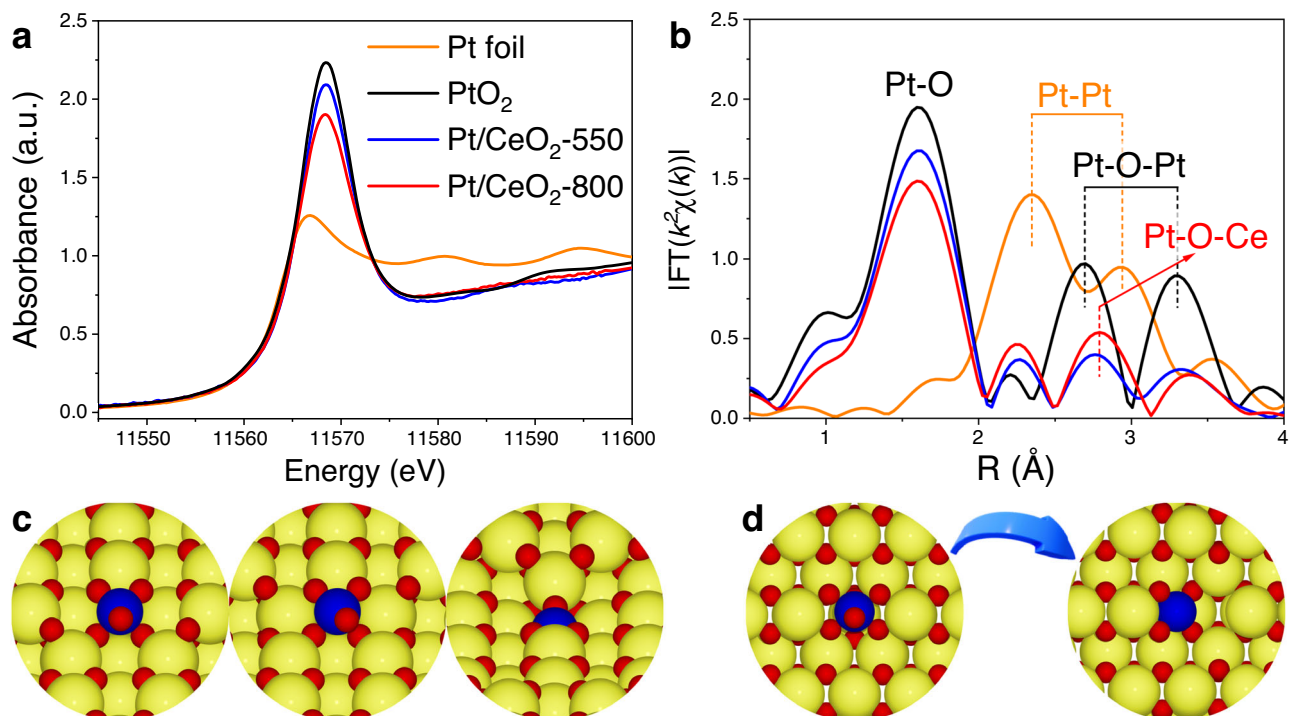 a
Absorbance (a.u.)
2.5
2.0
1.5
1.0
0.5
0.0
Pt foil
PtO₂
Pt/CeO₂-550
Pt/CeO₂-800
11550
11560
11570
11580
11590
11600
Energy (eV)
b
|FT(k²χ(k))|
2.5
2.0
1.5
1.0
0.5
0.0
Pt-O
Pt-Pt
Pt-O-Pt
Pt-O-Ce
1
2
3
4
R (Å)
c
d